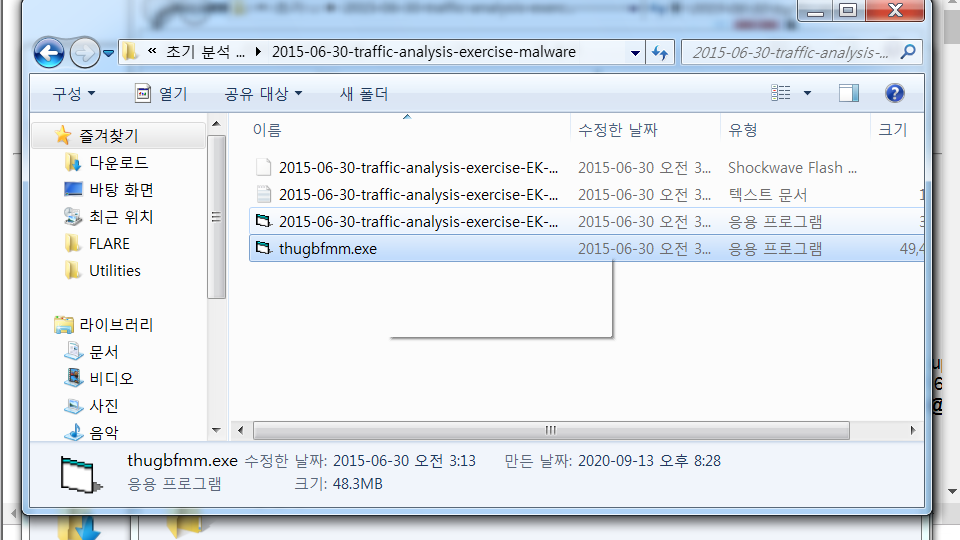 « 초기 분석 ... ▸ 2015-06-30-traffic-analysis-exercise-malware
2015-06-30-traffic-analysis-...
구성 열기 공유 대상 새 폴더
이름 수정한 날짜 유형 크기
즐겨찾기
다운로드
바탕 화면
최근 위치
FLARE
Utilities
라이브러리
문서
비디오
사진
음악
2015-06-30-traffic-analysis-exercise-EK-... 2015-06-30 오전 3... Shockwave Flash ...
2015-06-30-traffic-analysis-exercise-EK-... 2015-06-30 오전 3... 텍스트 문서 1
2015-06-30-traffic-analysis-exercise-EK-... 2015-06-30 오전 3... 응용 프로그램 3
thugbfmm.exe 2015-06-30 오전 3... 응용 프로그램 49,4
thugbfmm.exe 수정한 날짜: 2015-06-30 오전 3:13 만든 날짜: 2020-09-13 오후 8:28
응용 프로그램 크기: 48.3MB